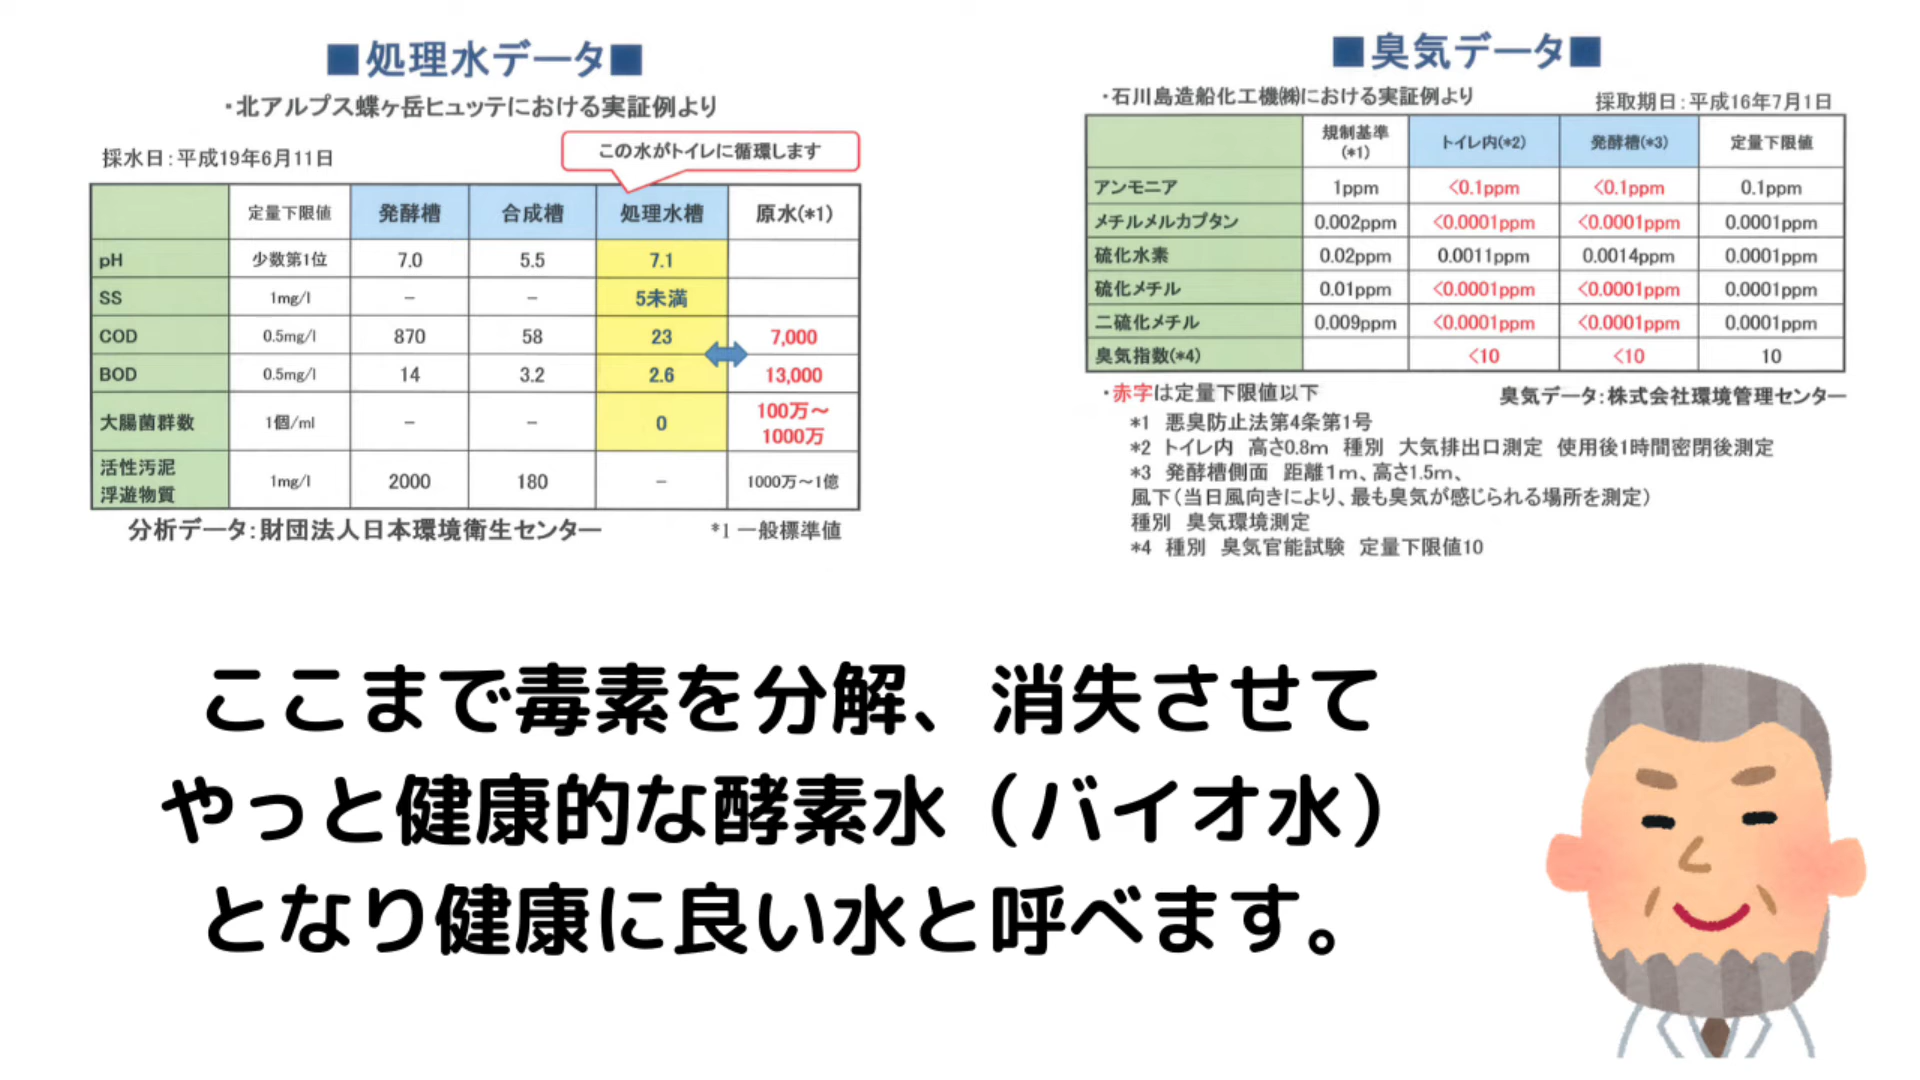 ■処理水データ■
・北アルプス蝶ヶ岳ヒュッテにおける実証例より
採水日：平成19年6月11日
この水がトイレに循環します
定量下限値 発酵槽 合成槽 処理水槽 原水(*1)
pH 少数第1位 7.0 5.5 7.1
SS 1mg/l － － 5未満
COD 0.5mg/l 870 58 23 7,000
BOD 0.5mg/l 14 3.2 2.6 13,000
大腸菌群数 1個/ml － － 0 100万～
1000万
活性汚泥
浮遊物質 1mg/l 2000 180 － 1000万～1億
分析データ：財団法人日本環境衛生センター *1 一般標準値
■臭気データ■
・石川島造船化工機㈱における実証例より
採取期日：平成16年7月1日
規制基準
(*1) トイレ内(*2) 発酵槽(*3) 定量下限値
アンモニア 1ppm <0.1ppm <0.1ppm 0.1ppm
メチルメルカプタン 0.002ppm <0.0001ppm <0.0001ppm 0.0001ppm
硫化水素 0.02ppm 0.0011ppm 0.0014ppm 0.0001ppm
硫化メチル 0.01ppm <0.0001ppm <0.0001ppm 0.0001ppm
二硫化メチル 0.009ppm <0.0001ppm <0.0001ppm 0.0001ppm
臭気指数(*4) <10 <10 10
・赤字は定量下限値以下
臭気データ：株式会社環境管理センター
*1 悪臭防止法第4条第1号
*2 トイレ内 高さ0.8m 種別 大気排出口測定 使用後1時間密閉後測定
*3 発酵槽側面 距離1m、高さ1.5m、
風下（当日風向きにより、最も臭気が感じられる場所を測定）
種別 臭気環境測定
*4 種別 臭気官能試験 定量下限値10
ここまで毒素を分解、消失させて
やっと健康的な酵素水（バイオ水）
となり健康に良い水と呼べます。